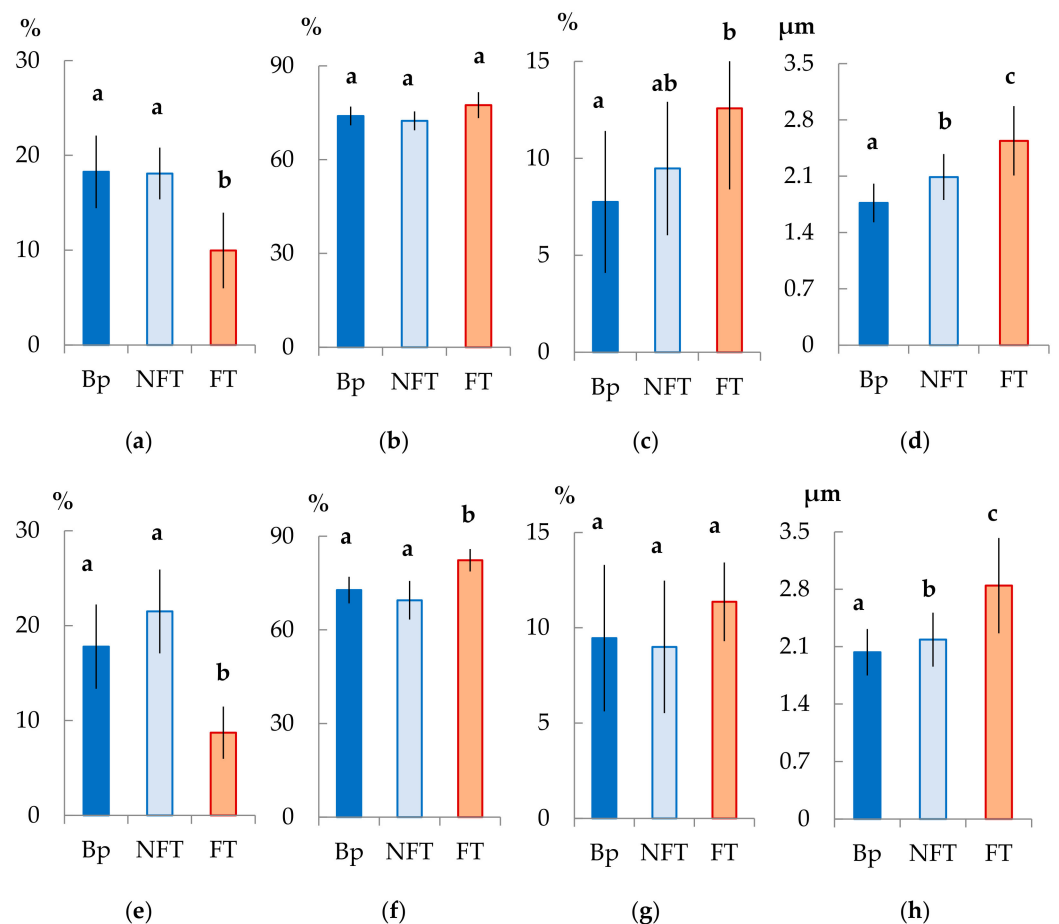 % % % µm
30 90 15 3.5
a a b
20 60 10 2.8 2.1
a a a
10 30 5 1.4 0.7
a ab b
0 0 0 0
a b c
Bp NFT FT Bp NFT FT Bp NFT FT Bp NFT FT
(a) (b) (c) (d)
% % % µm
30 90 15 3.5
a a b
20 60 10 2.8 2.1
a a b
10 30 5 1.4 0.7
a a a
0 0 0 0
a b c
Bp NFT FT Bp NFT FT Bp NFT FT Bp NFT FT
(e) (f) (g) (h)